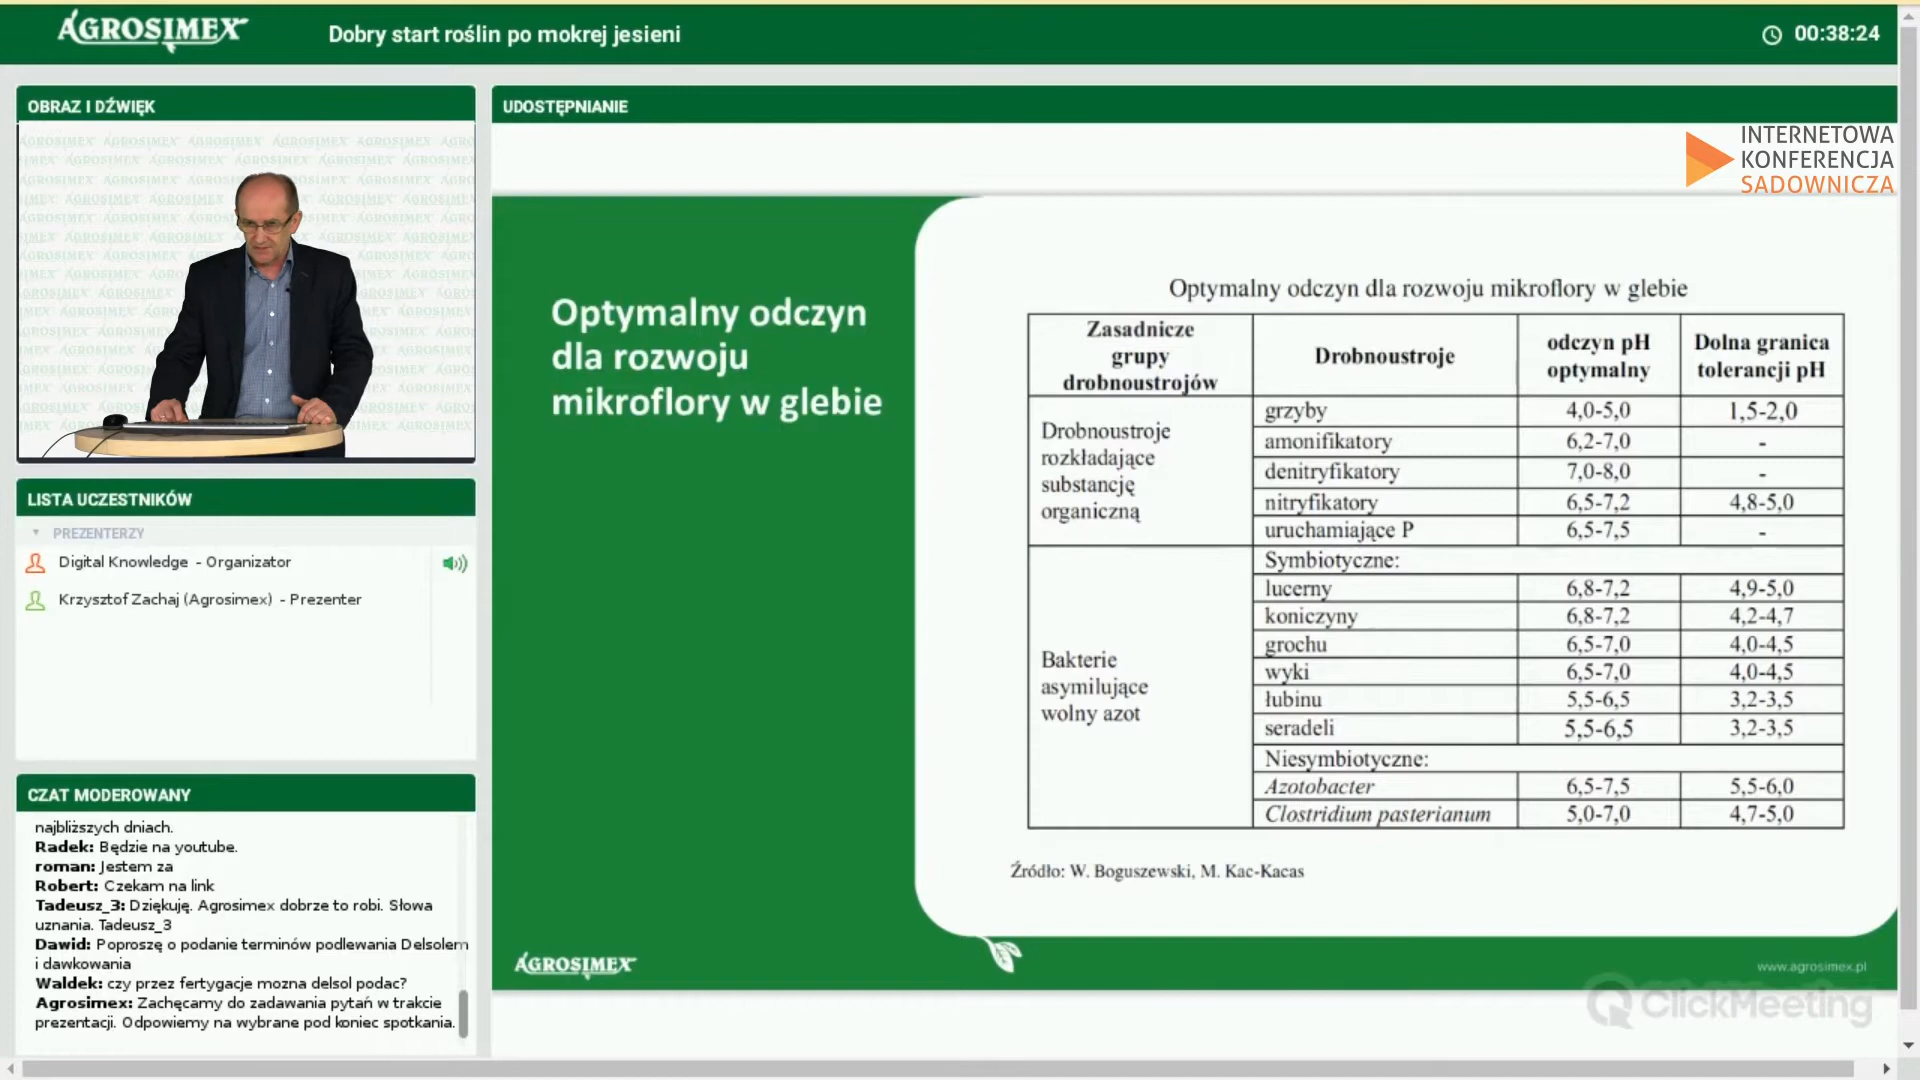 AGROSIMEX
Dobry start roślin po mokrej jesieni
00:38:24
OBRAZ I DŹWIĘK
LISTA UCZESTNIKÓW
PREZENTERZY
Digital Knowledge - Organizator
Krzysztof Zachaj (Agrosimex) - Prezenter
CZAT MODEROWANY
najbliższych dniach.
Radek: Będzie na youtube.
roman: Jestem za
Robert: Czekam na link
Tadeusz_3: Dziękuję. Agrosimex dobrze to robi. Słowa
uznania. Tadeusz_3
Dawid: Poproszę o podanie terminów podlewania Delsolem
i dawkowania
Waldek: czy przez fertygacje mozna delsol podac?
Agrosimex: Zachęcamy do zadawania pytań w trakcie
prezentacji. Odpowiemy na wybrane pod koniec spotkania.
UDOSTĘPNIANIE
INTERNETOWA
KONFERENCJA
SADOWNICZA
Optymalny odczyn
dla rozwoju
mikroflory w glebie
Optymalny odczyn dla rozwoju mikroflory w glebie
Zasadnicze grupy drobnoustrojów Drobnoustroje odczyn pH optymalny Dolna granica tolerancji pH
Drobnoustroje rozkładające substancję organiczną
grzyby 4,0-5,0 1,5-2,0
amonifikatory 6,2-7,0 -
denitryfikatory 7,0-8,0 -
nitryfikatory 6,5-7,2 4,8-5,0
uruchamiające P 6,5-7,5 -
Bakterie asymilujące wolny azot
Symbiotyczne:
lucerny 6,8-7,2 4,9-5,0
koniczyny 6,8-7,2 4,2-4,7
grochu 6,5-7,0 4,0-4,5
wyki 6,5-7,0 4,0-4,5
łubinu 5,5-6,5 3,2-3,5
seradeli 5,5-6,5 3,2-3,5
Niesymbiotyczne:
Azotobacter 6,5-7,5 5,5-6,0
Clostridium pasterianum 5,0-7,0 4,7-5,0
Źródło: W. Boguszewski, M. Kac-Kacas
AGROSIMEX
www.agrosimex.pl
ClickMeeting